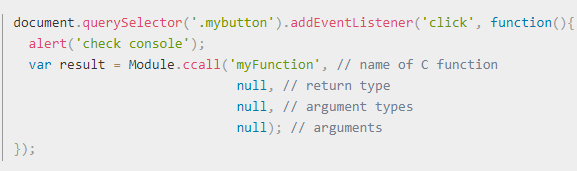 document.querySelector('.mybutton').addEventListener('click', function(){
  alert('check console');
  var result = Module.ccall('myFunction', // name of C function
                             null, // return type
                             null, // argument types
                             null); // arguments
});